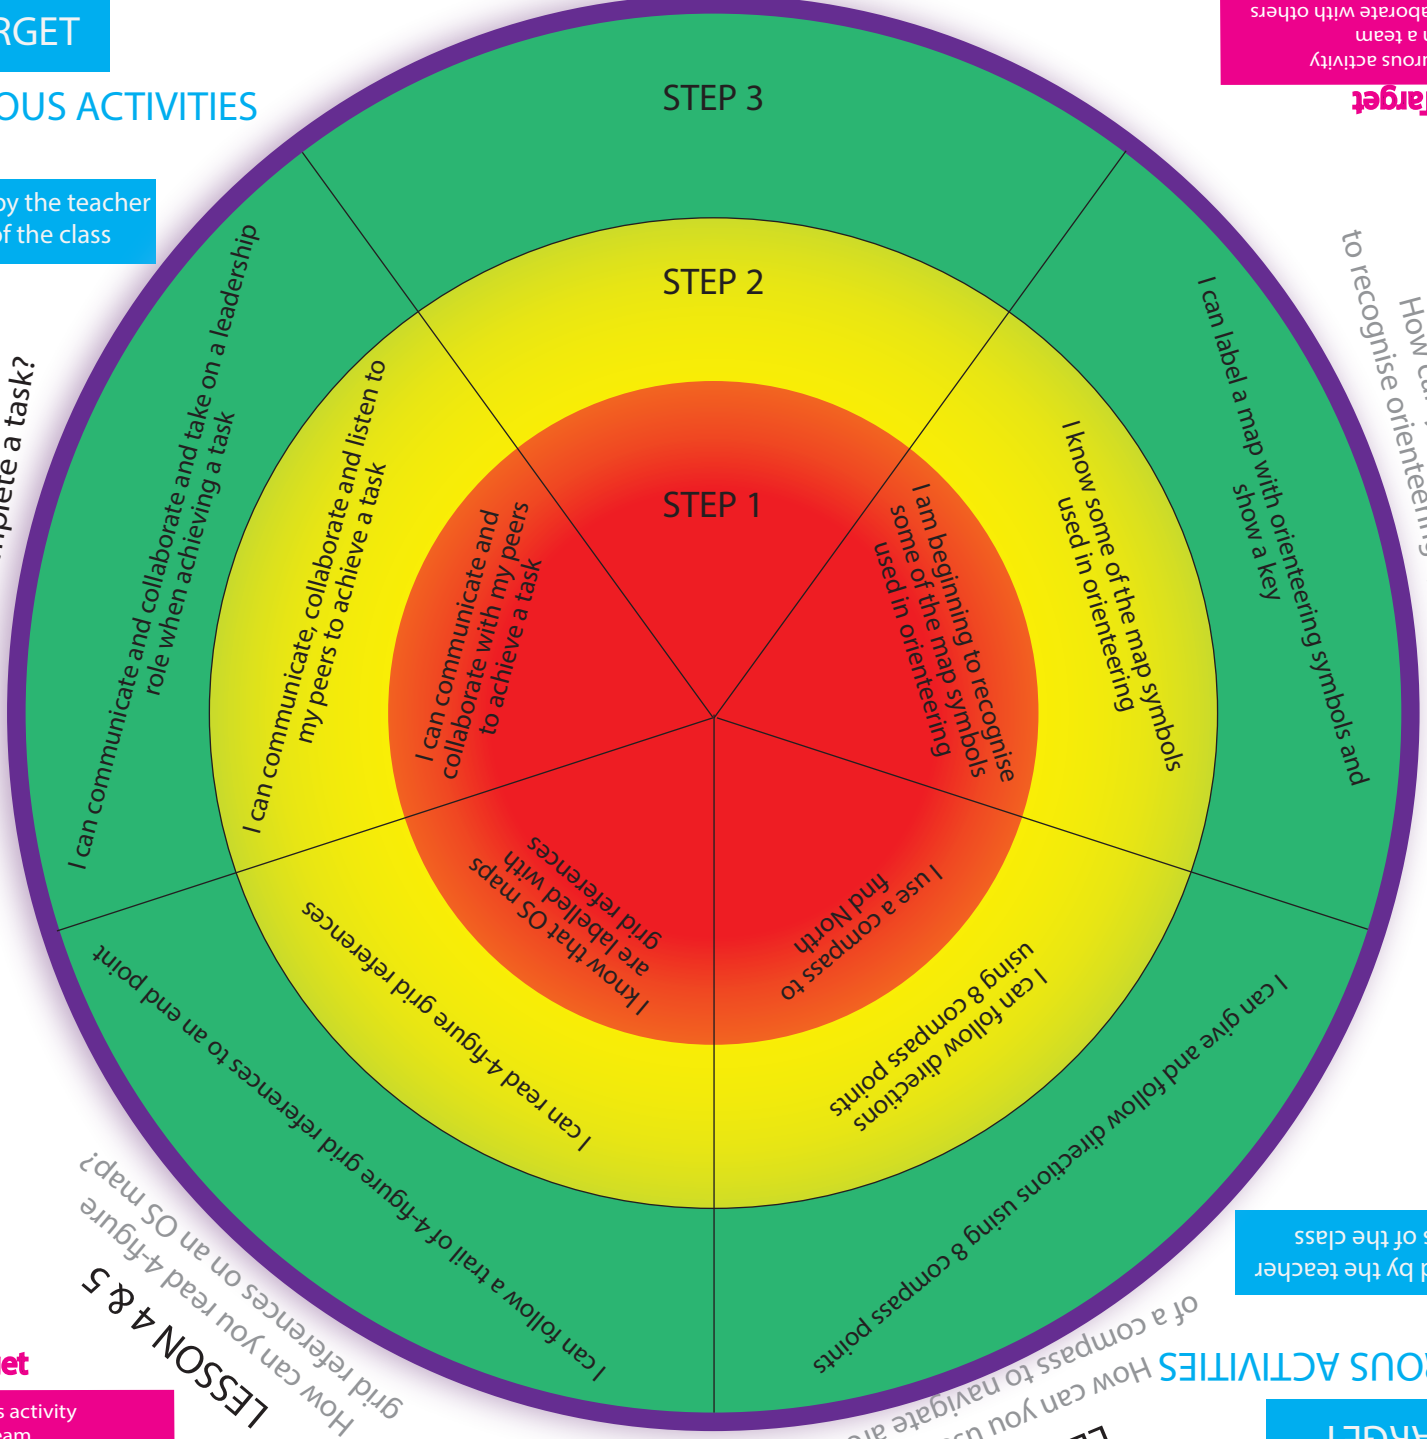 RGET
OUS ACTIVITIES
by the teacher
of the class
a task?
STEP 3
STEP 2
STEP 1
I can communicate and collaborate and take on a leadership
role when achieving a task
I can communicate, collaborate and listen to
my peers to achieve a task
I can communicate and
collaborate with my peers
to achieve a task
I am beginning to recognise
some of the map symbols
used in orienteering
I know some of the map symbols
used in orienteering
I can label a map with orienteering symbols and
show a key
I use a compass to
find North
I can follow directions
using 8 compass points
I can give and follow directions using 8 compass points
I know that OS maps
are labelled with
grid references
I can read 4-figure grid references
I can follow a trail of 4-figure grid references to an end point
LESSON 4 & 5
How can you read 4-figure
grid references on an OS map?
How can you
of a compass to navigate
How
to recognise orienteering
Target
activity
a team
with others
et
s activity
eam
by the teacher
of the class
OUS ACTIVITIES
ARGET